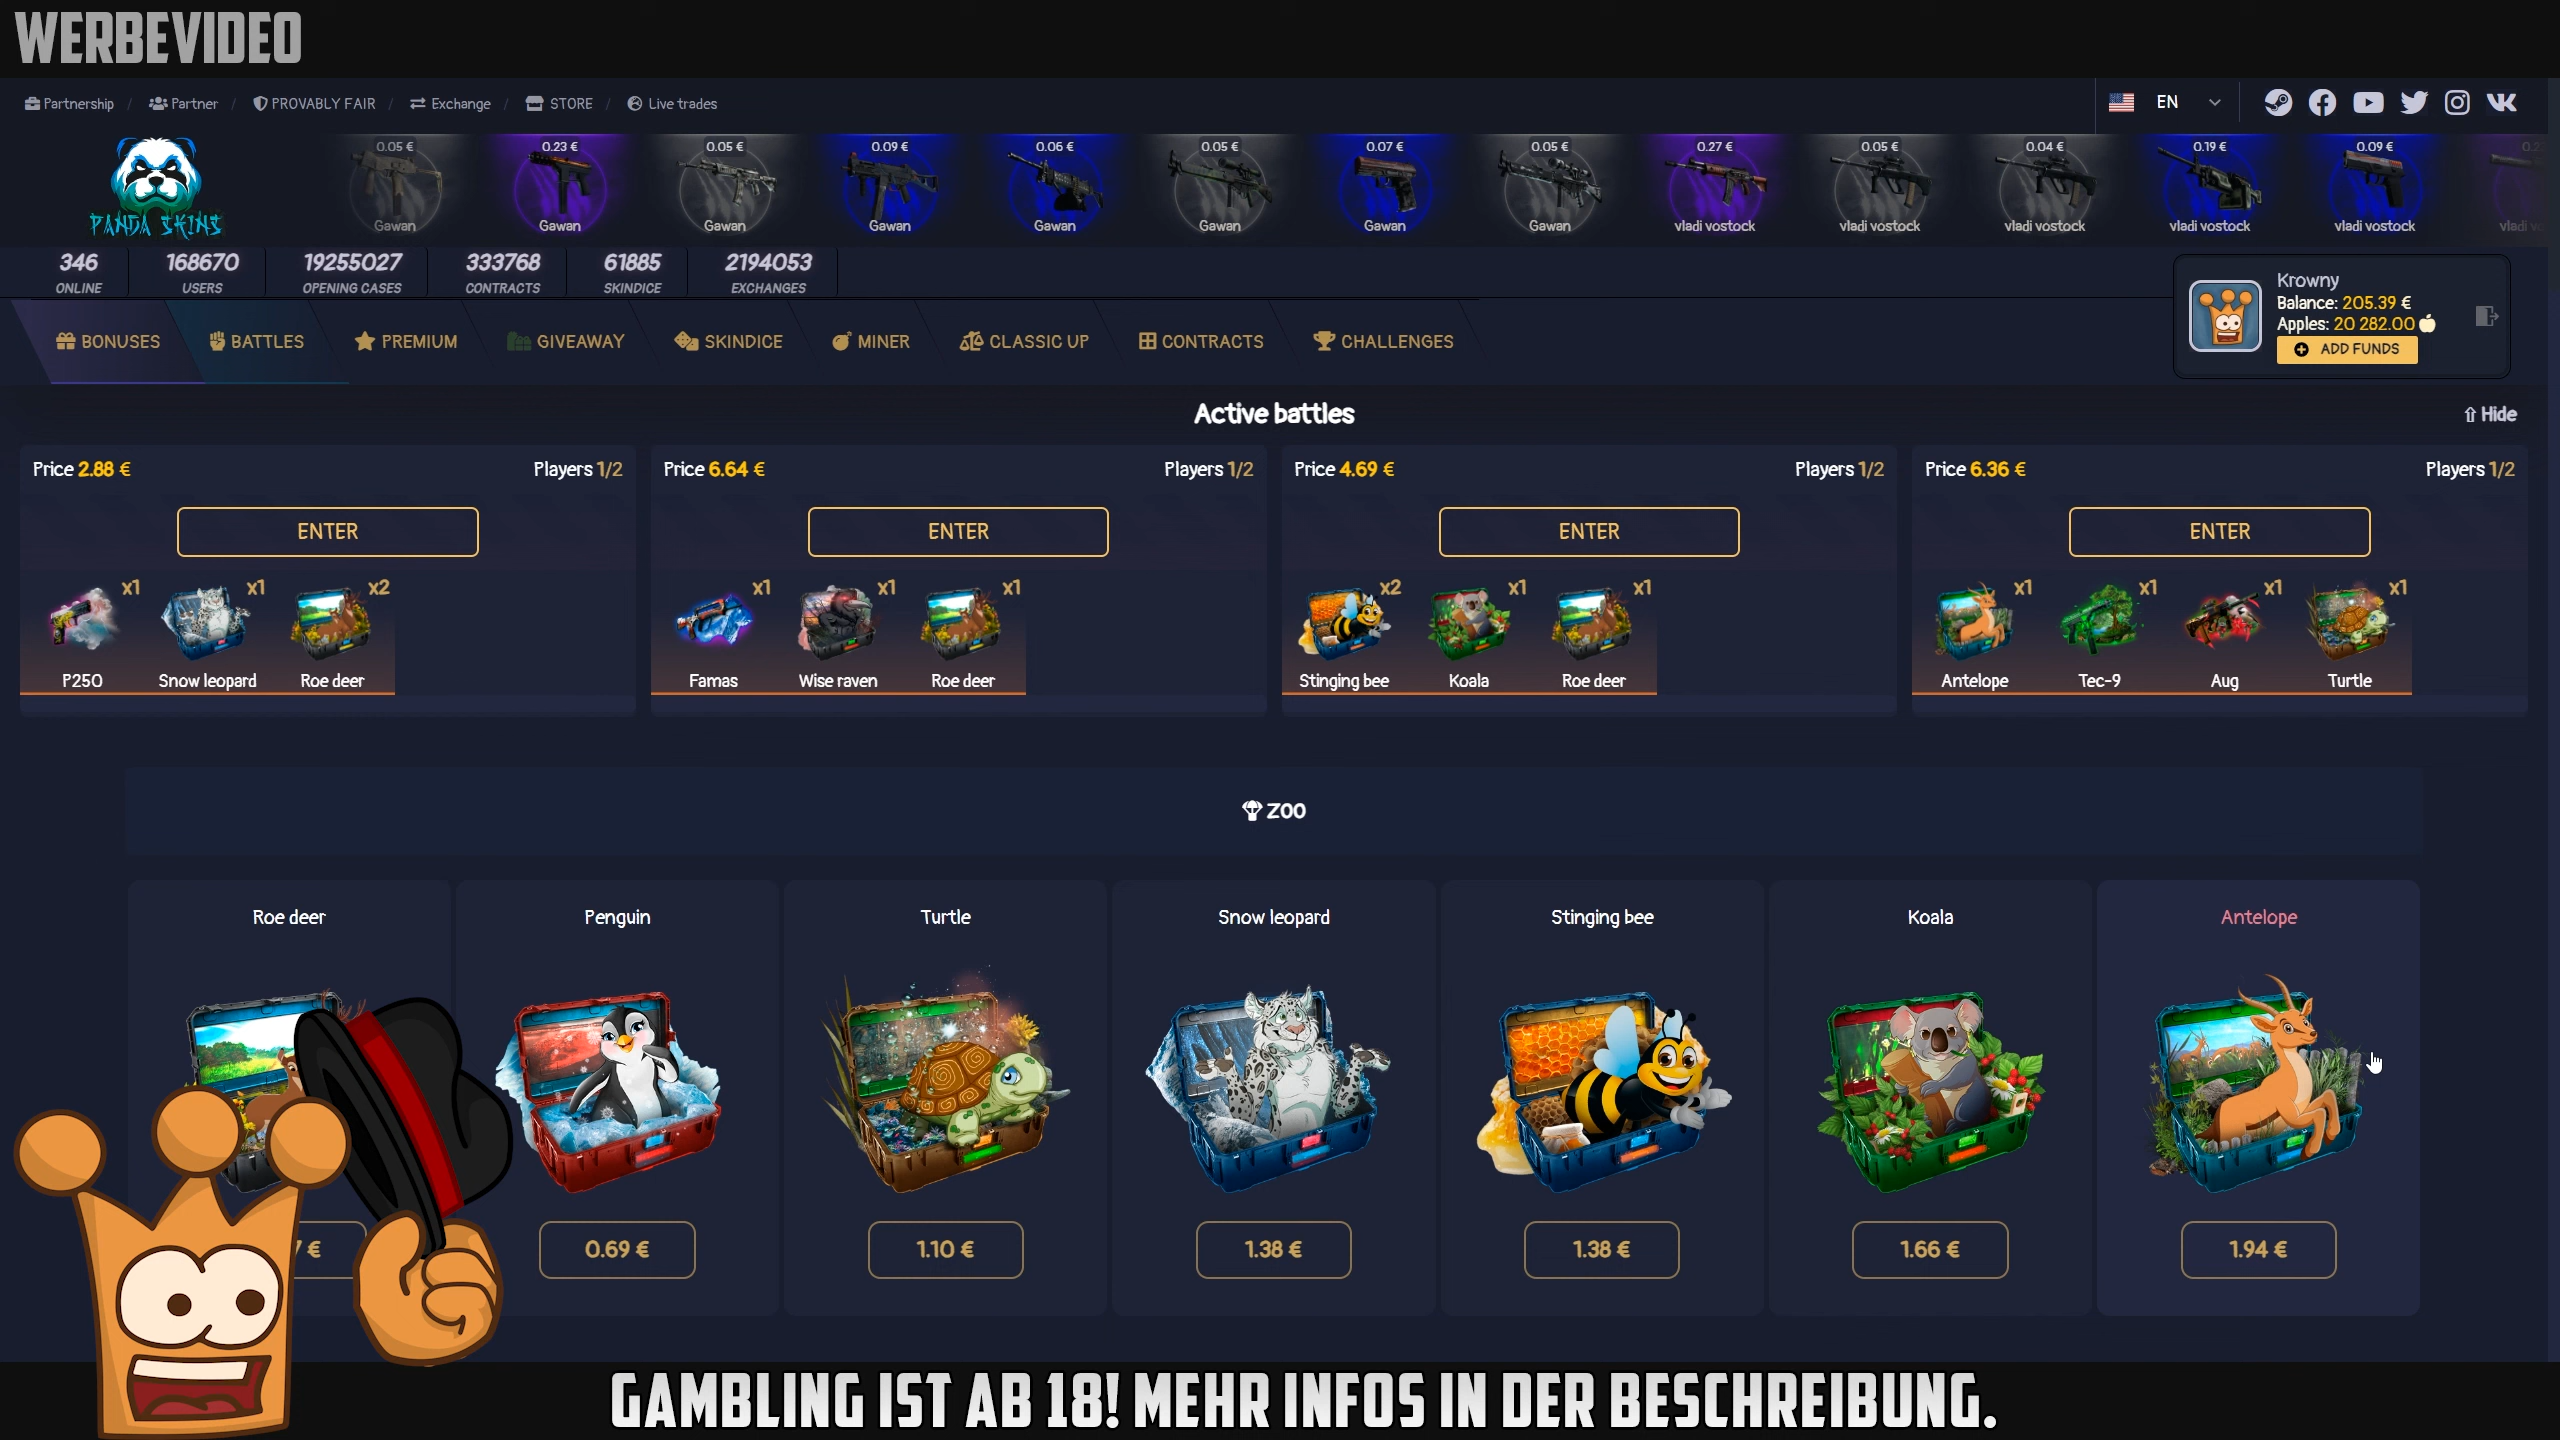 WERBEVIDEO
Partnership / Partner / PROVABLY FAIR / Exchange / STORE / Live trades
EN
PANDA SKINS
0.05 € 0.23 € 0.05 € 0.09 € 0.06 € 0.05 € 0.07 € 0.05 € 0.27 € 0.05 € 0.04 € 0.19 € 0.09 €
Gawan Gawan Gawan Gawan Gawan Gawan Gawan Gawan vladi vostock vladi vostock vladi vostock vladi vostock vladi vostock
346 168670 19255027 333768 61885 2194053
ONLINE USERS OPENING CASES CONTRACTS SKINDICE EXCHANGES
Krowny
Balance: 205.39 €
Apples: 20 282.00
ADD FUNDS
BONUSES BATTLES PREMIUM GIVEAWAY SKINDICE MINER CLASSIC UP CONTRACTS CHALLENGES
Active battles
Hide
Price 2.88 € Players 1/2 Price 6.64 € Players 1/2 Price 4.69 € Players 1/2 Price 6.36 € Players 1/2
ENTER ENTER ENTER ENTER
x1 x1 x2 x1 x1 x1 x2 x1 x1 x1 x1 x1 x1
P250 Snow leopard Roe deer Famas Wise raven Roe deer Stinging bee Koala Roe deer Antelope Tec-9 Aug Turtle
ZOO
Roe deer Penguin Turtle Snow leopard Stinging bee Koala Antelope
€ 0.69 € 1.10 € 1.38 € 1.38 € 1.66 € 1.94 €
GAMBLING IST AB 18! MEHR INFOS IN DER BESCHREIBUNG.